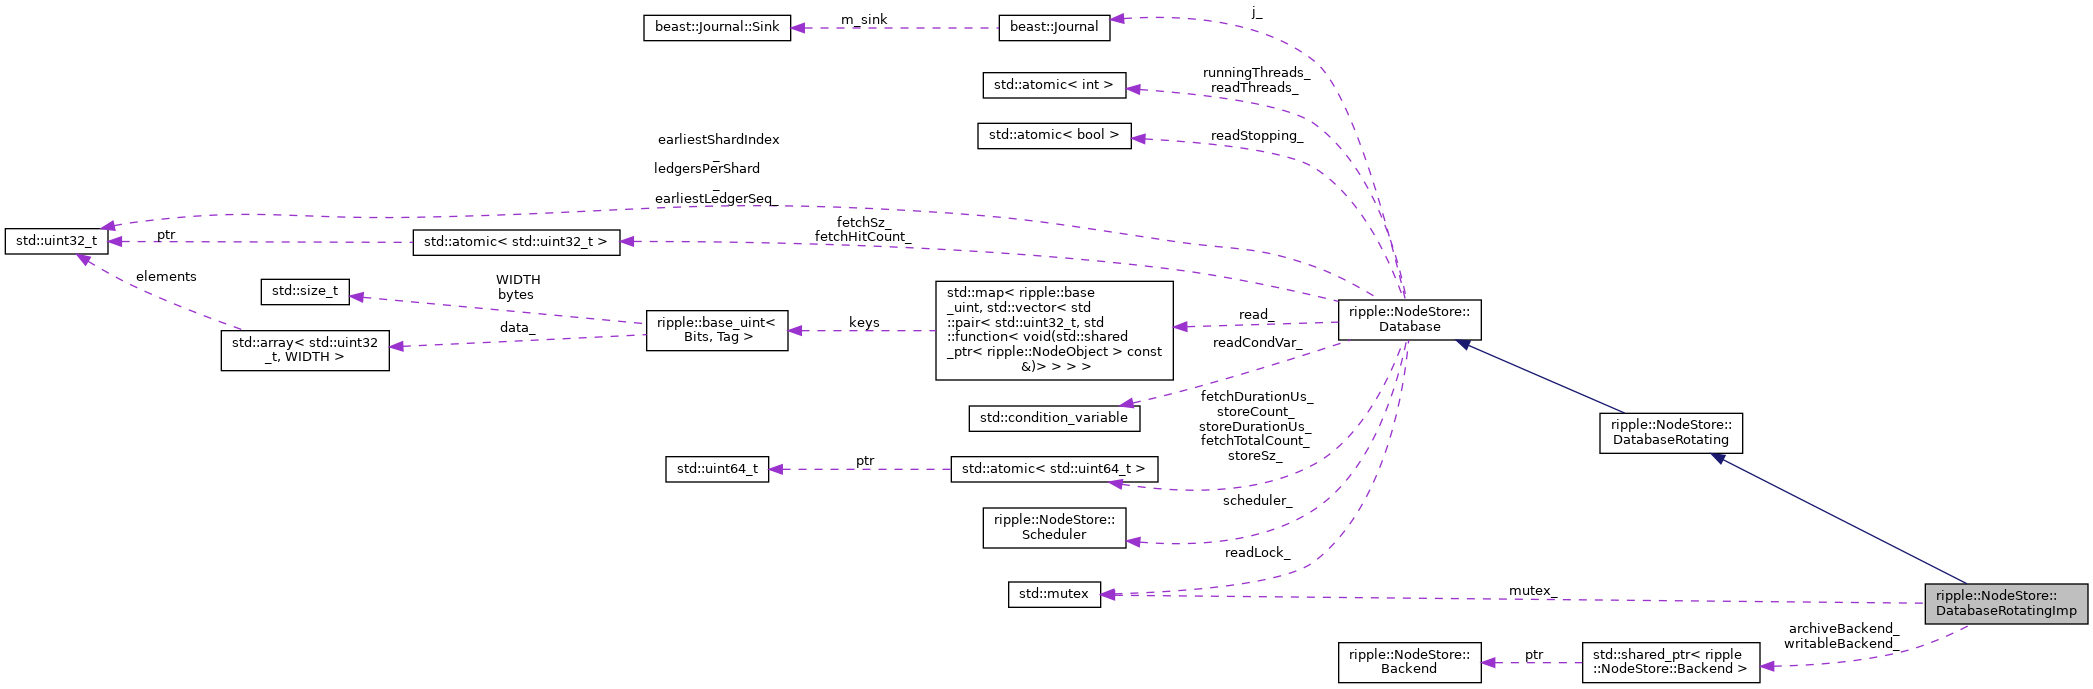 j_
beast::Journal::Sink
m_sink
beast::Journal
std::atomic< int >
runningThreads_
readThreads_
std::atomic< bool >
readStopping_
earliestShardIndex
_
ledgersPerShard
_
earliestLedgerSeq_
std::uint32_t
ptr
std::atomic< std::uint32_t >
fetchSz_
fetchHitCount_
elements
std::size_t
WIDTH
bytes
std::array< std::uint32
_t, WIDTH >
data_
ripple::base_uint<
Bits, Tag >
keys
std::map< ripple::base
_uint, std::vector< std
::pair< std::uint32_t, std
::function< void(std::shared
_ptr< ripple::NodeObject > const
&)> > > >
read_
ripple::NodeStore::
Database
readCondVar_
std::condition_variable
fetchDurationUs_
storeCount_
storeDurationUs_
fetchTotalCount_
storeSz_
ripple::NodeStore::
DatabaseRotating
std::uint64_t
ptr
std::atomic< std::uint64_t >
scheduler_
ripple::NodeStore::
Scheduler
readLock_
std::mutex
mutex_
ripple::NodeStore::
DatabaseRotatingImp
archiveBackend_
writableBackend_
ripple::NodeStore::
Backend
ptr
std::shared_ptr< ripple
::NodeStore::Backend >